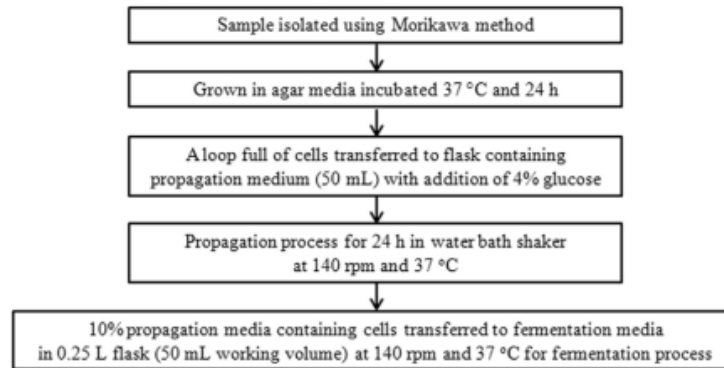 Sample isolated using Morikawa method
Grown in agar media incubated 37 °C and 24 h
A loop full of cells transferred to flask containing
propagation medium (50 mL) with addition of 4% glucose
Propagation process for 24 h in water bath shaker
at 140 rpm and 37 °C
10% propagation media containing cells transferred to fermentation media
in 0.25 L flask (50 mL working volume) at 140 rpm and 37 °C for fermentation process